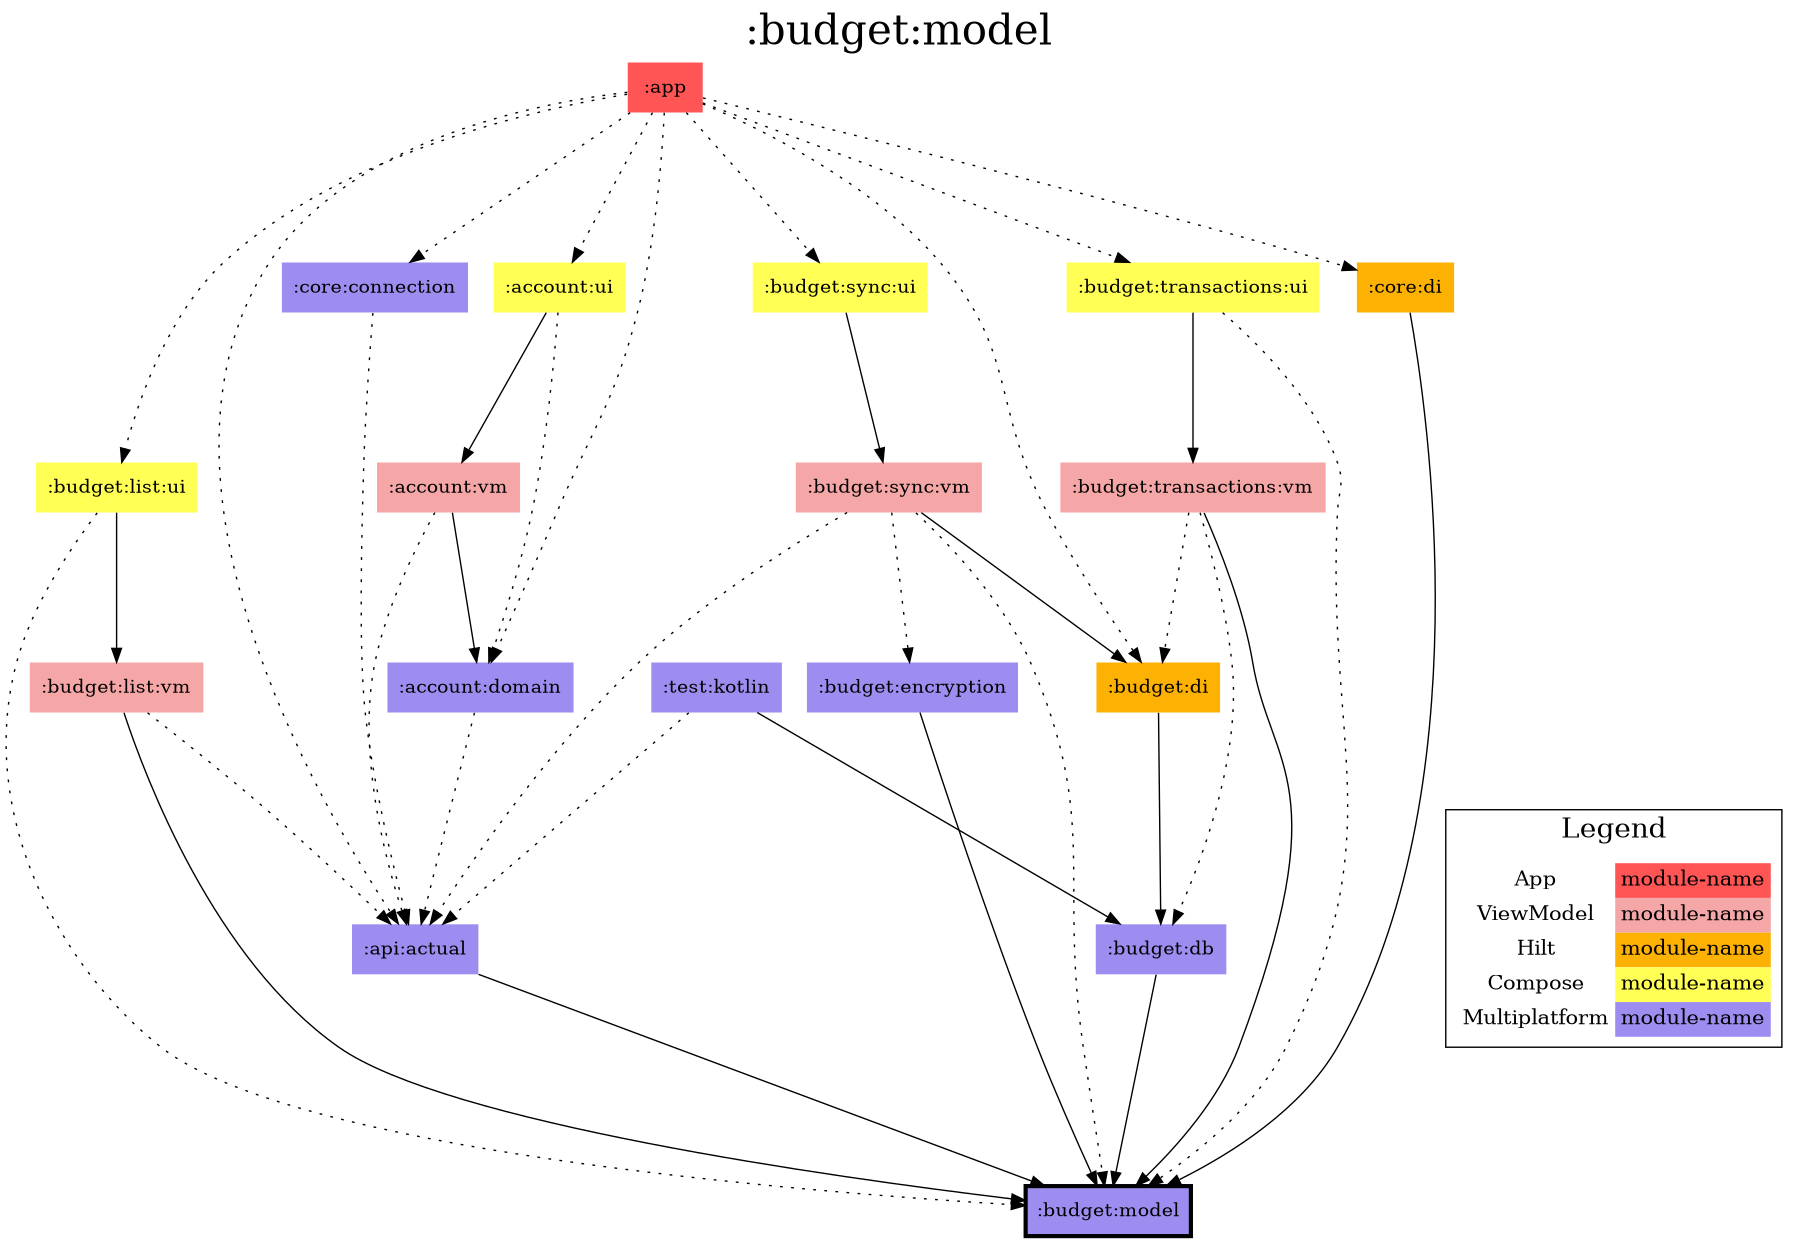 :budget:model
:app
:core:connection
:account:ui
:budget:sync:ui
:budget:transactions:ui
:core:di
:budget:list:ui
:account:vm
:budget:sync:vm
:budget:transactions:vm
:budget:list:vm
:account:domain
:test:kotlin
:budget:encryption
:budget:di
:api:actual
:budget:db
:budget:model
Legend
App module-name
ViewModel module-name
Hilt module-name
Compose module-name
Multiplatform module-name